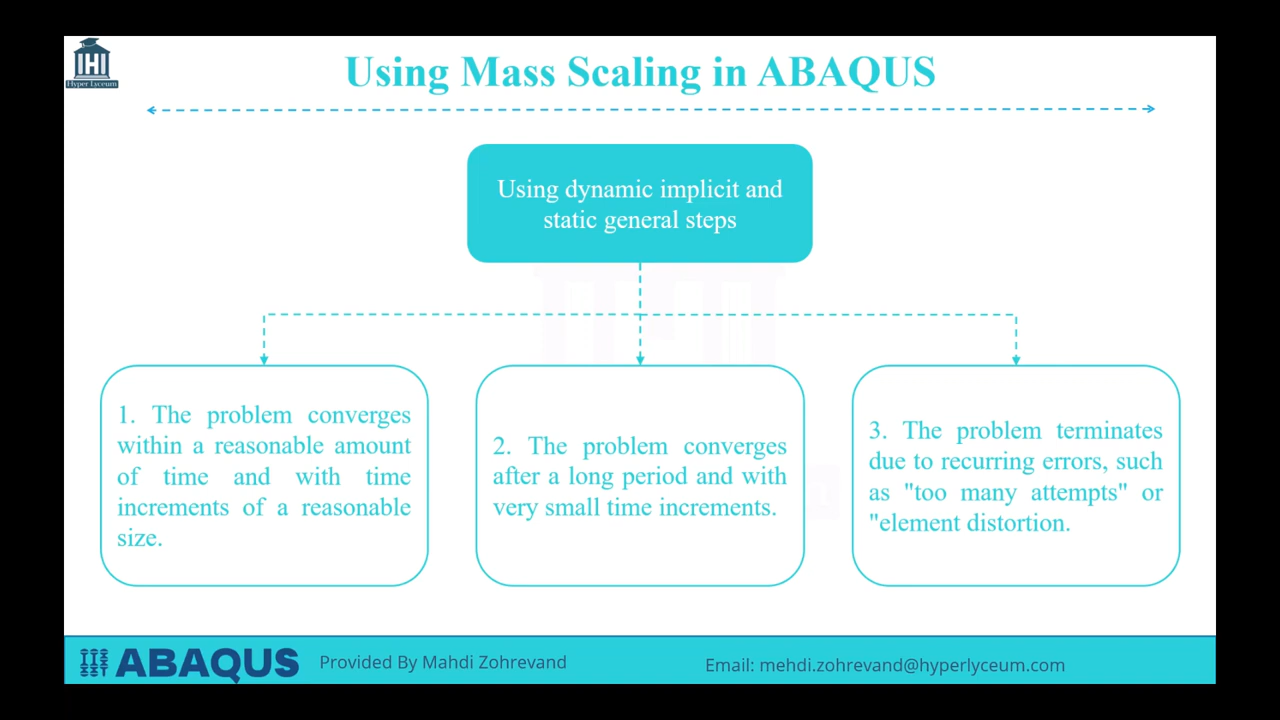 Hyper Lyceum
Using Mass Scaling in ABAQUS
Using dynamic implicit and
static general steps
1. The problem converges
within a reasonable amount
of time and with time
increments of a reasonable
size.
2. The problem converges
after a long period and with
very small time increments.
3. The problem terminates
due to recurring errors, such
as "too many attempts" or
"element distortion.
ABAQUS
Provided By Mahdi Zohrevand
Email: mehdi.zohrevand@hyperlyceum.com